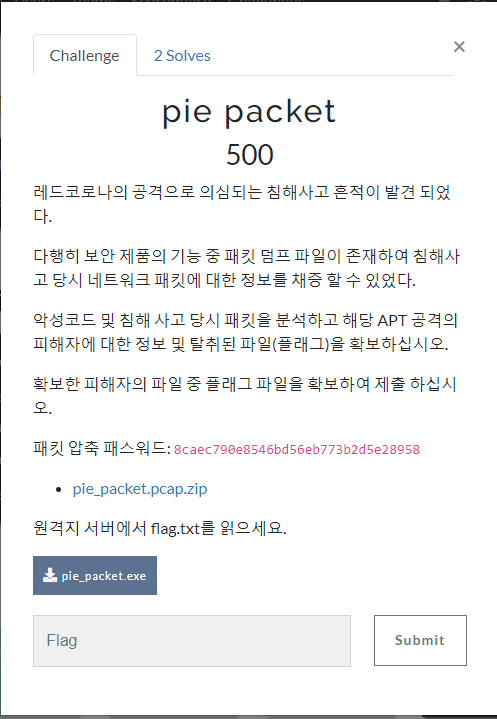 Challenge
2 Solves
×
pie packet
500
레드코로나의 공격으로 의심되는 침해사고 흔적이 발견 되었
다.
다행히 보안 제품의 기능 중 패킷 덤프 파일이 존재하여 침해사
고 당시 네트워크 패킷에 대한 정보를 채증 할 수 있었다.
악성코드 및 침해 사고 당시 패킷을 분석하고 해당 APT 공격의
피해자에 대한 정보 및 탈취된 파일(플래그)을 확보하십시오.
확보한 피해자의 파일 중 플래그 파일을 확보하여 제출 하십시
오.
패킷 압축 패스워드: 8caec790e8546bd56eb773b2d5e28958
• pie_packet.pcap.zip
원격지 서버에서 flag.txt를 읽으세요.
pie_packet.exe
Flag
Submit